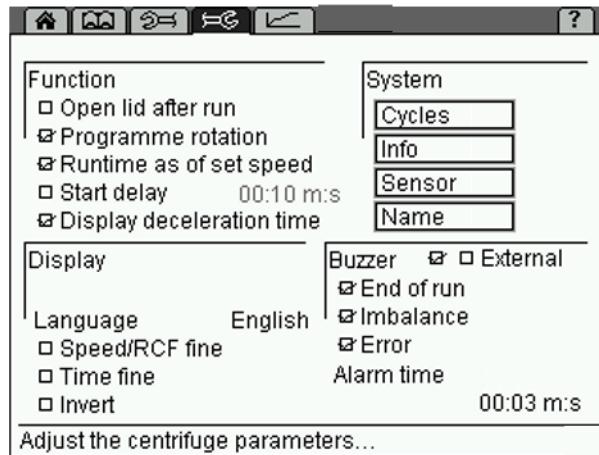 ?
Function
Open lid after run
Programme rotation
Runtime as of set speed
Start delay 00:10 m:s
Display deceleration time
System
Cycles
Info
Sensor
Name
Display
Language English
Speed/RCF fine
Time fine
Invert
Buzzer External
End of run
Imbalance
Error
Alarm time
00:03 m:s
Adjust the centrifuge parameters...